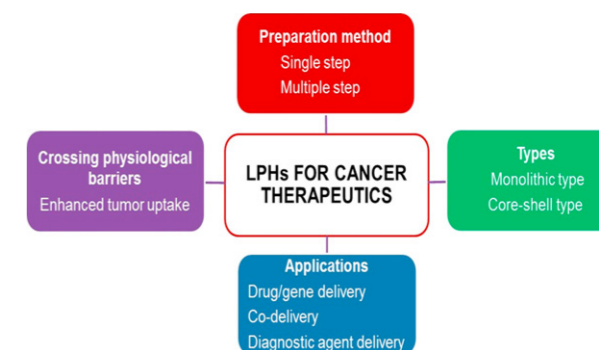 Preparation method
Single step
Multiple step
Crossing physiological
barriers
Enhanced tumor uptake
LPHs FOR CANCER
THERAPEUTICS
Types
Monolithic type
Core-shell type
Applications
Drug/gene delivery
Co-delivery
Diagnostic agent delivery